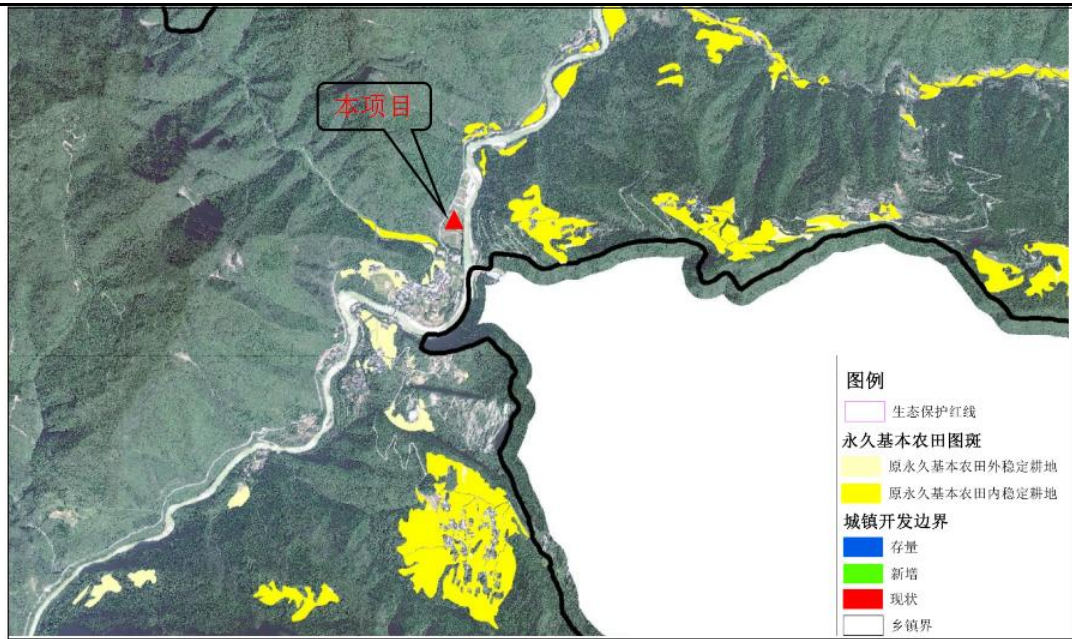 本项目
图例
生态保护红线
永久基本农田图斑
原永久基本农田外稳定耕地
原永久基本农田内稳定耕地
城镇开发边界
存量
新增
现状
乡镇界